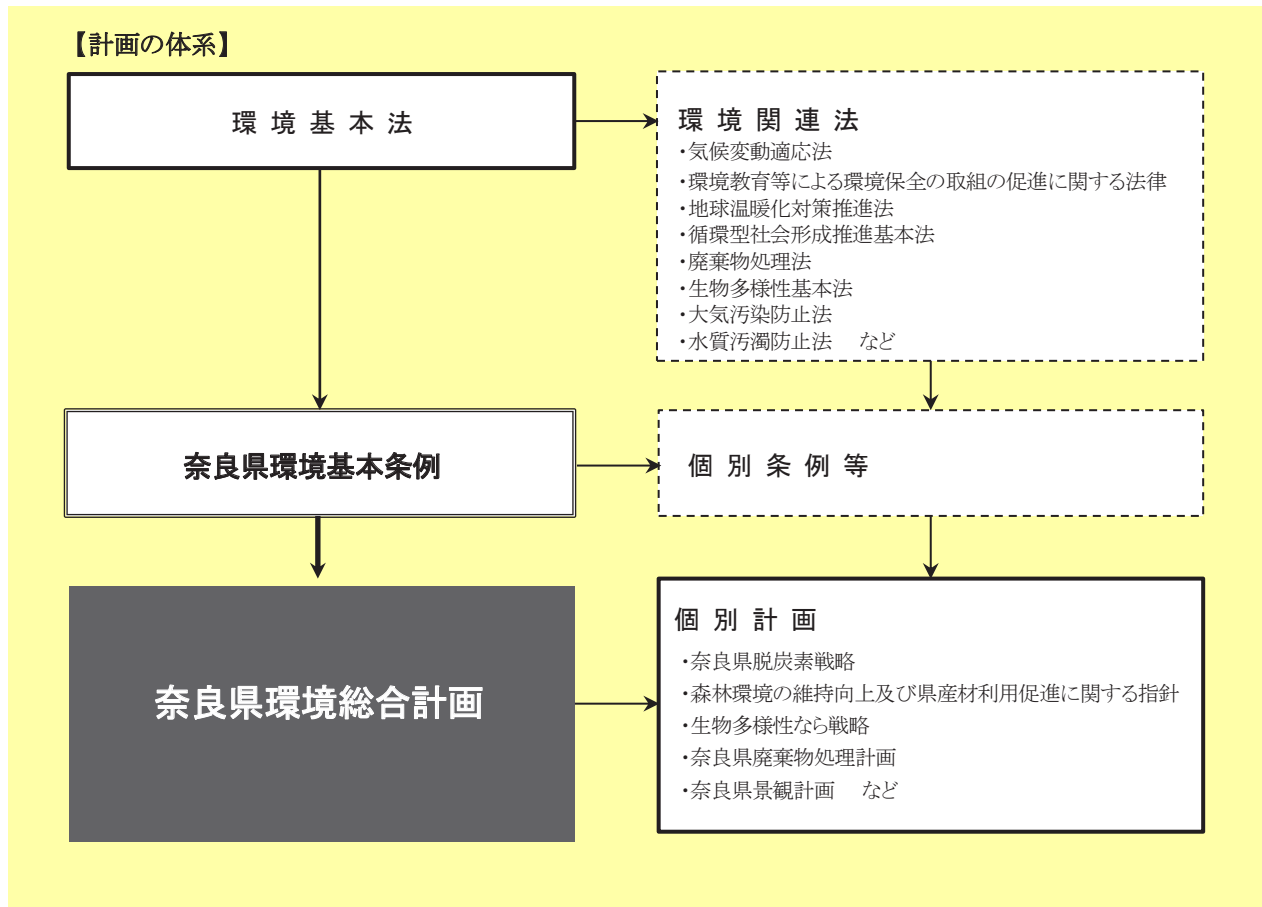 【計画の体系】
環境基本法
環境関連法
・気候変動適応法
・環境教育等による環境保全の取組の促進に関する法律
・地球温暖化対策推進法
・循環型社会形成推進基本法
・廃棄物処理法
・生物多様性基本法
・大気汚染防止法
・水質汚濁防止法 など
奈良県環境基本条例
個別条例等
奈良県環境総合計画
個別計画
・奈良県脱炭素戦略
・森林環境の維持向上及び県産材利用促進に関する指針
・生物多様性なら戦略
・奈良県廃棄物処理計画
・奈良県景観計画 など